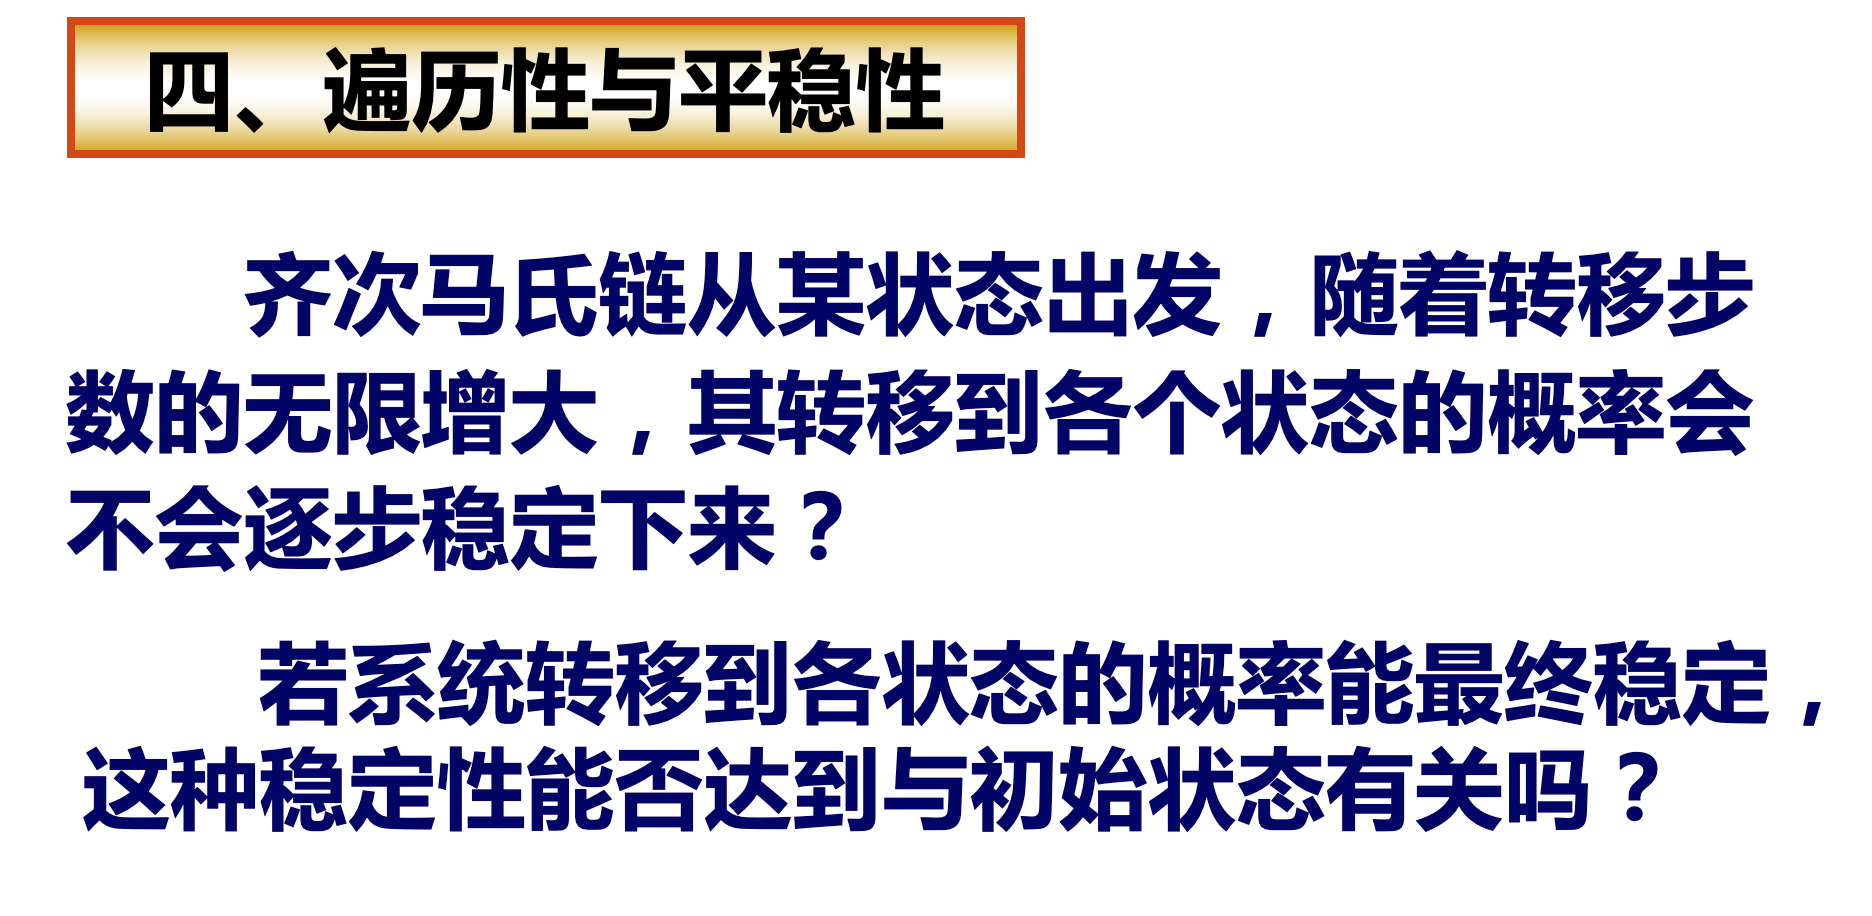 四、遍历性与平稳性
齐次马氏链从某状态出发，随着转移步
数的无限增大，其转移到各个状态的概率会
不会逐步稳定下来？
若系统转移到各状态的概率能最终稳定，
这种稳定性能否达到与初始状态有关吗？